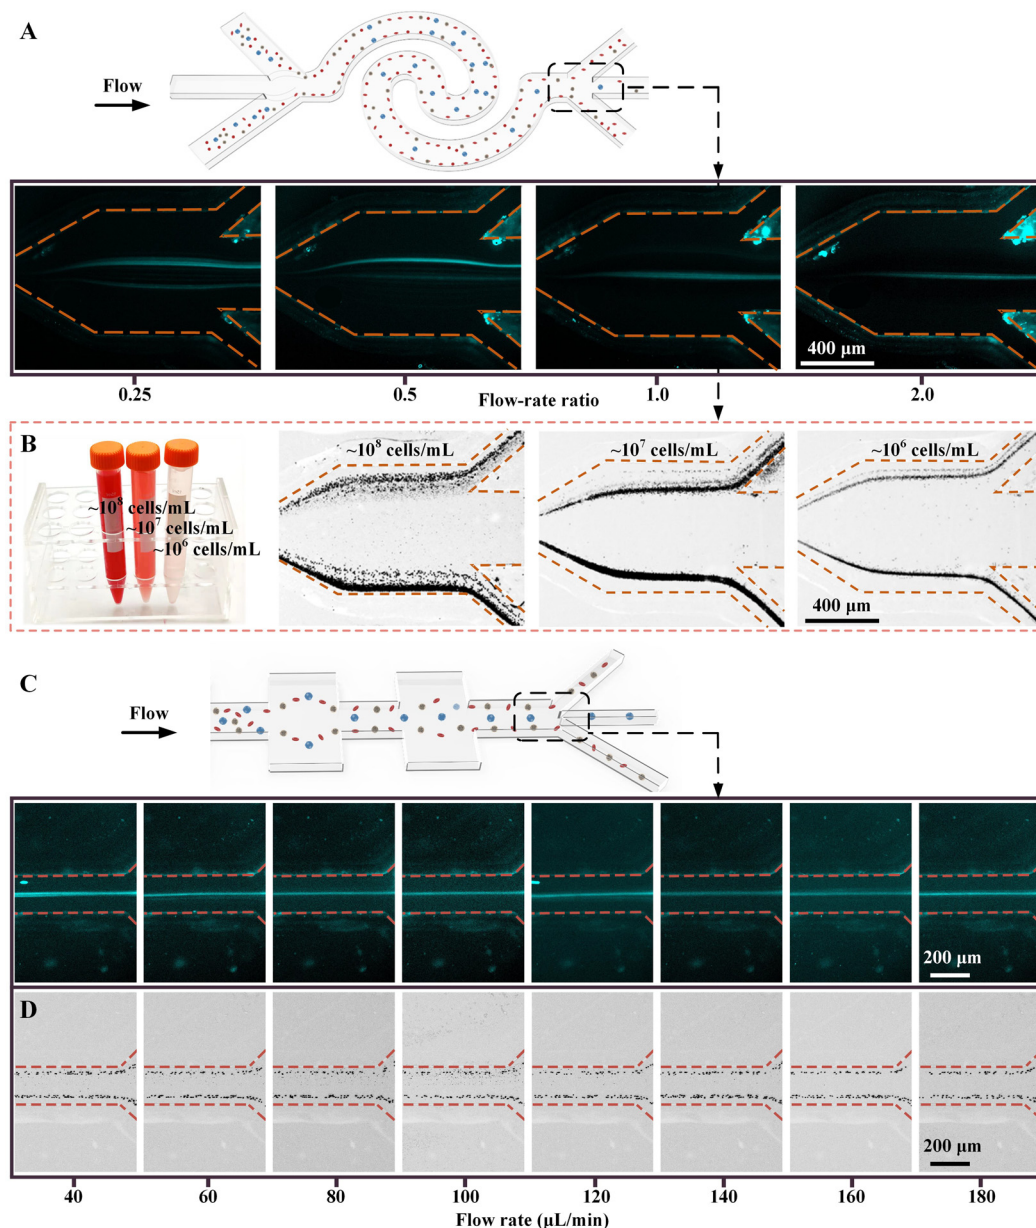 A
Flow
400 μm
0.25
0.5
Flow-rate ratio
1.0
2.0
B
~10⁸ cells/mL
~10⁷ cells/mL
~10⁶ cells/mL
~10⁸ cells/mL
~10⁷ cells/mL
~10⁶ cells/mL
400 μm
C
Flow
200 μm
D
200 μm
40
60
80
100
120
140
160
180
Flow rate (μL/min)